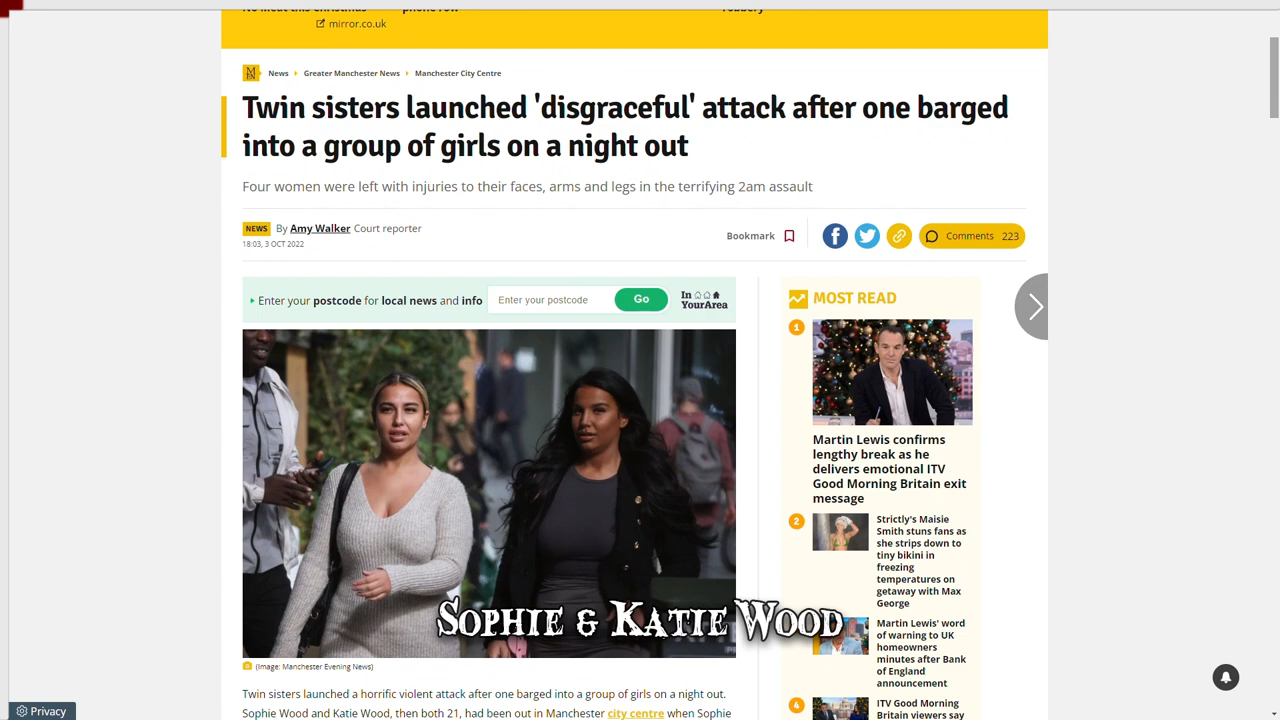 mirror.co.uk
News
Greater Manchester News
Manchester City Centre
Twin sisters launched 'disgraceful' attack after one barged
into a group of girls on a night out
Four women were left with injuries to their faces, arms and legs in the terrifying 2am assault
NEWS By Amy Walker Court reporter
18:03, 3 OCT 2022
Bookmark
Comments 223
Enter your postcode for local news and info
Enter your postcode
Go
In
YourArea
MOST READ
1
Martin Lewis confirms
lengthy break as he
delivers emotional ITV
Good Morning Britain exit
message
2
Strictly's Maisie
Smith stuns fans as
she strips down to
tiny bikini in
freezing
temperatures on
getaway with Max
George
Martin Lewis' word
of warning to UK
homeowners
minutes after Bank
of England
announcement
4
ITV Good Morning
Britain viewers say
Sophie & Katie Wood
(Image: Manchester Evening News)
Twin sisters launched a horrific violent attack after one barged into a group of girls on a night out.
Sophie Wood and Katie Wood, then both 21, had been out in Manchester city centre when Sophie
Privacy